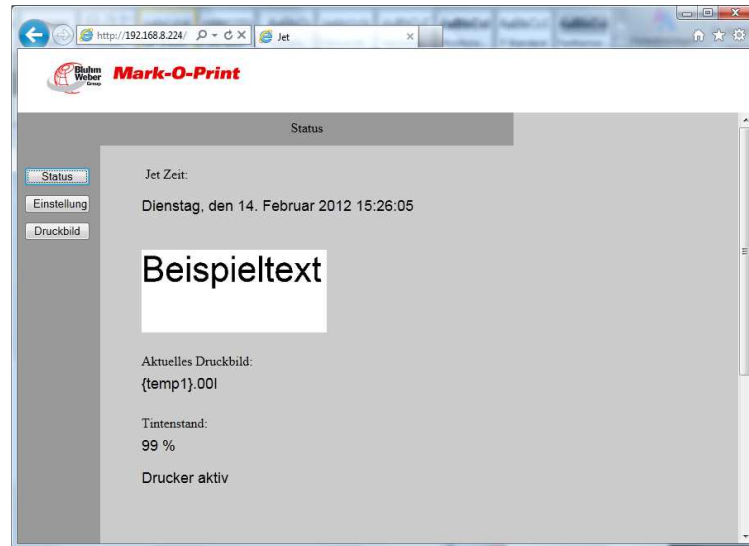 http://192.168.8.224/
Jet
Bluhm
Weber
Group
Mark-O-Print
Status
Status
Einstellung
Druckbild
Jet Zeit:
Dienstag, den 14. Februar 2012 15:26:05
Beispieltext
Aktuelles Druckbild:
{temp1}.00I
Tintenstand:
99 %
Drucker aktiv